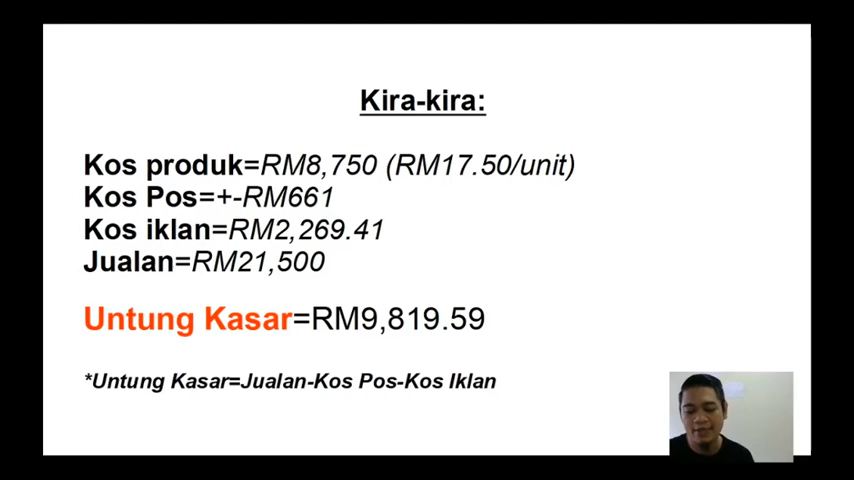 Kira-kira:
Kos produk=RM8,750 (RM17.50/unit)
Kos Pos=+-RM661
Kos iklan=RM2,269.41
Jualan=RM21,500
Untung Kasar=RM9,819.59
*Untung Kasar=Jualan-Kos Pos-Kos Iklan